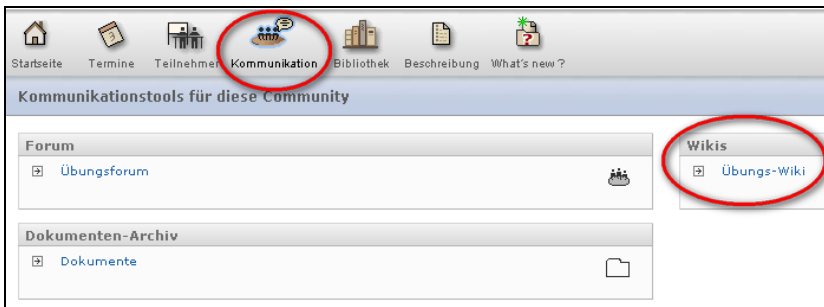 Startseite Termine Teilnehmer Kommunikation Bibliothek Beschreibung What's new ?
Kommunikationstools für diese Community
Forum
Übungsforum
Wikis
Übungs-Wiki
Dokumenten-Archiv
Dokumente